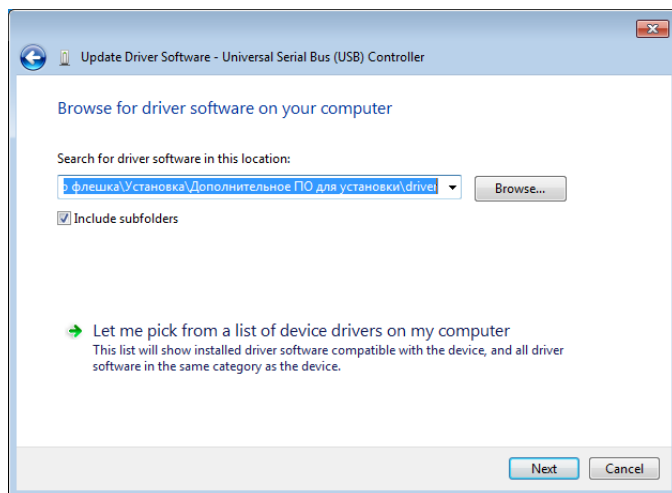 Update Driver Software - Universal Serial Bus (USB) Controller
Browse for driver software on your computer
Search for driver software in this location:
флешка\Установка\Дополнительное ПО для установки\driver
Browse...
Include subfolders
Let me pick from a list of device drivers on my computer
This list will show installed driver software compatible with the device, and all driver
software in the same category as the device.
Next
Cancel